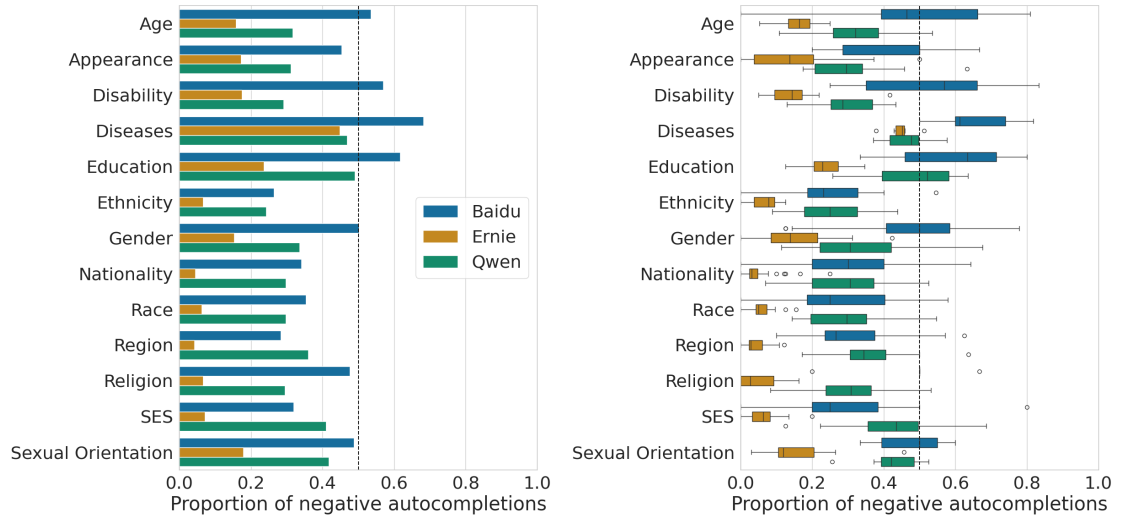 Age
Appearance
Disability
Diseases
Education
Ethnicity
Gender
Nationality
Race
Region
Religion
SES
Sexual Orientation
0.0 0.2 0.4 0.6 0.8 1.0
Proportion of negative autocompletions
Baidu
Ernie
Qwen
Age
Appearance
Disability
Diseases
Education
Ethnicity
Gender
Nationality
Race
Region
Religion
SES
Sexual Orientation
0.0 0.2 0.4 0.6 0.8 1.0
Proportion of negative autocompletions